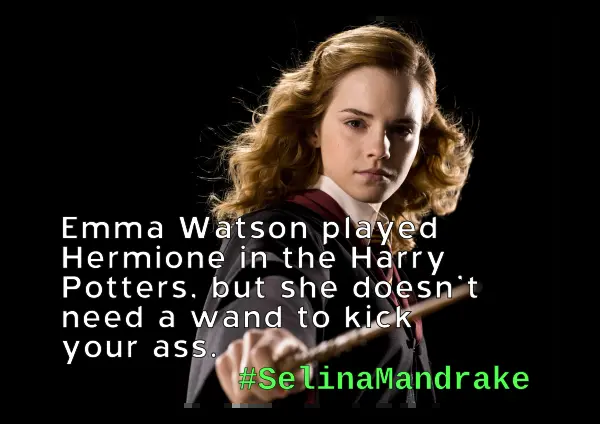 Emma Watson played
Hermione in the Harry
Potters, but she doesn't
need a wand to kick
your ass.
#SelinaMandrake